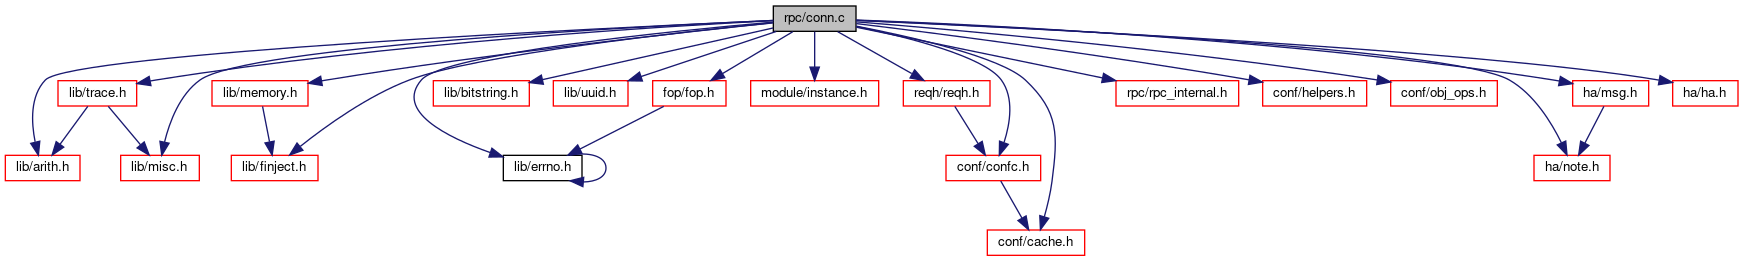 rpc/conn.c
lib/trace.h
lib/memory.h
lib/bitstring.h
lib/uuid.h
fop/fop.h
module/instance.h
reqh/reqh.h
rpc/rpc_internal.h
conf/helpers.h
conf/obj_ops.h
ha/msg.h
ha/ha.h
lib/arith.h
lib/misc.h
lib/finject.h
lib/errno.h
conf/confc.h
ha/note.h
conf/cache.h